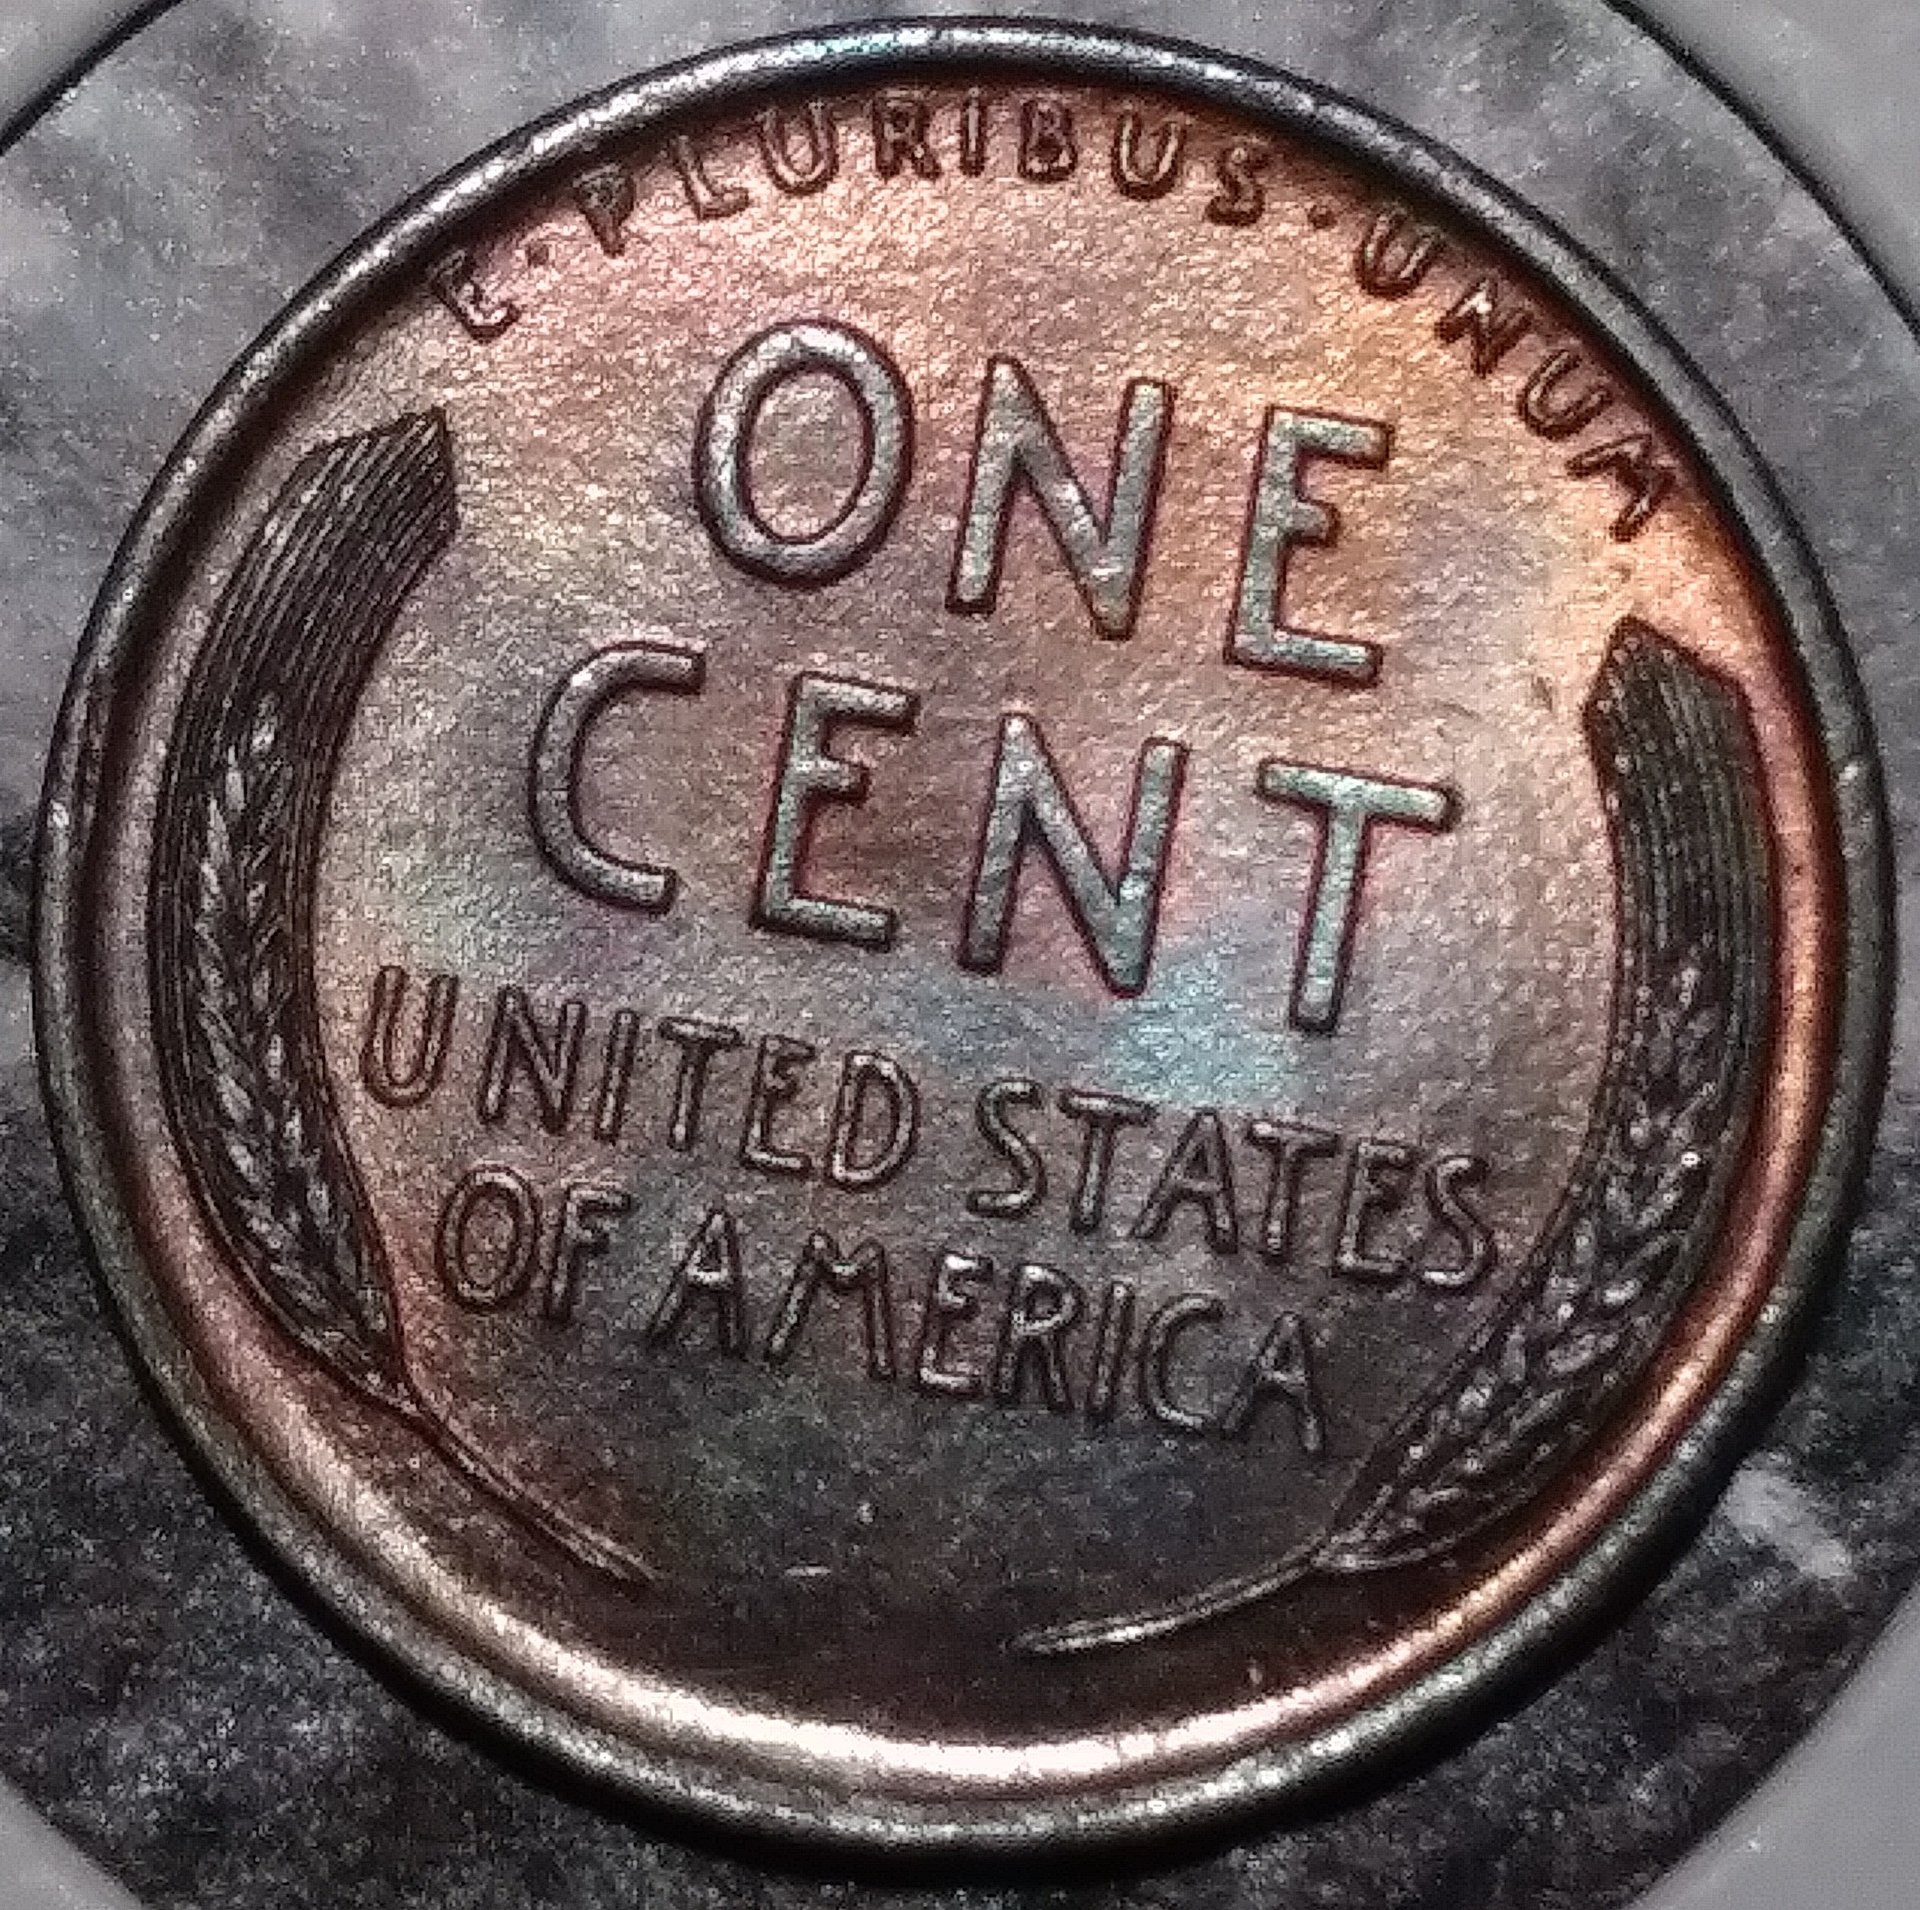 E·PLURIBUS·UNUM
ONE
CENT
UNITED STATES
OF AMERICA